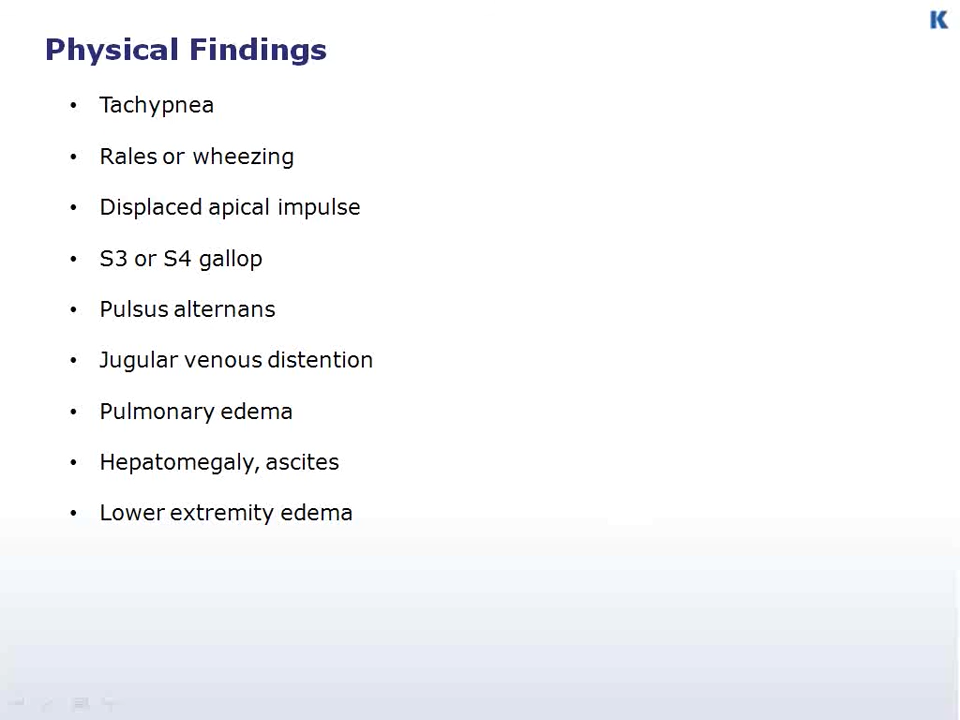 K
Physical Findings
• Tachypnea
• Rales or wheezing
• Displaced apical impulse
• S3 or S4 gallop
• Pulsus alternans
• Jugular venous distention
• Pulmonary edema
• Hepatomegaly, ascites
• Lower extremity edema